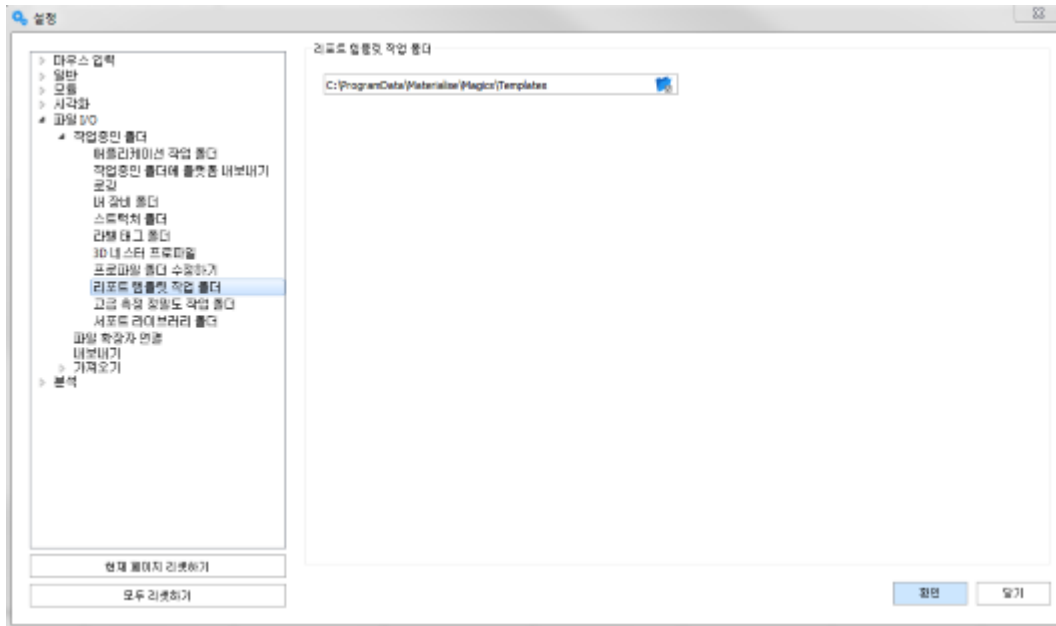 설정
마우스 입력
일반
모듈
시각화
파일 I/O
작업중인 폴더
애플리케이션 작업 폴더
작업중인 폴더에 플랫폼 내보내기
로깅
내 장비 폴더
스트럭처 폴더
라벨 태그 폴더
3D 네스터 프로파일
프로파일 폴더 수정하기
리포트 템플릿 작업 폴더
고급 측정 정밀도 작업 폴더
서포트 라이브러리 폴더
파일 확장자 연결
내보내기
가져오기
분석
현재 페이지 리셋하기
모두 리셋하기
리포트 템플릿 작업 폴더
C:\ProgramData\Materialise\Magics\Templates
확인
닫기